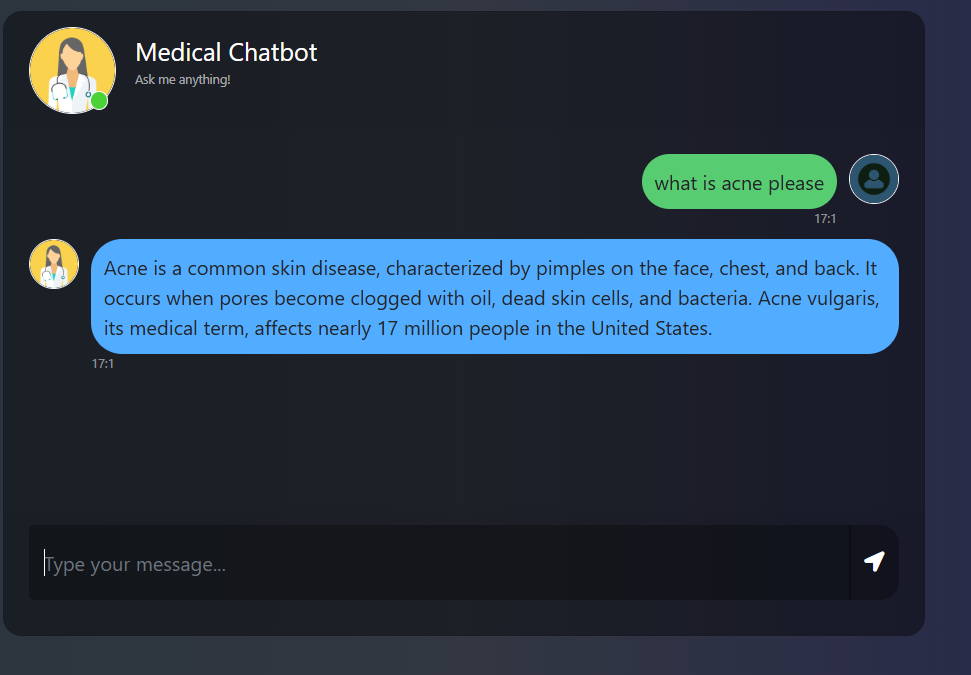 Medical Chatbot
Ask me anything!
what is acne please
17:1
Acne is a common skin disease, characterized by pimples on the face, chest, and back. It
occurs when pores become clogged with oil, dead skin cells, and bacteria. Acne vulgaris,
its medical term, affects nearly 17 million people in the United States.
17:1
Type your message...